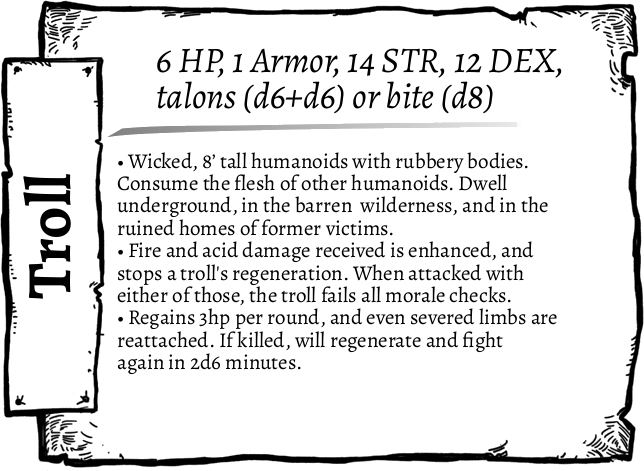 Troll
6 HP, 1 Armor, 14 STR, 12 DEX,
talons (d6+d6) or bite (d8)
• Wicked, 8’ tall humanoids with rubbery bodies.
Consume the flesh of other humanoids. Dwell
underground, in the barren wilderness, and in the
ruined homes of former victims.
• Fire and acid damage received is enhanced, and
stops a troll's regeneration. When attacked with
either of those, the troll fails all morale checks.
• Regains 3hp per round, and even severed limbs are
reattached. If killed, will regenerate and fight
again in 2d6 minutes.